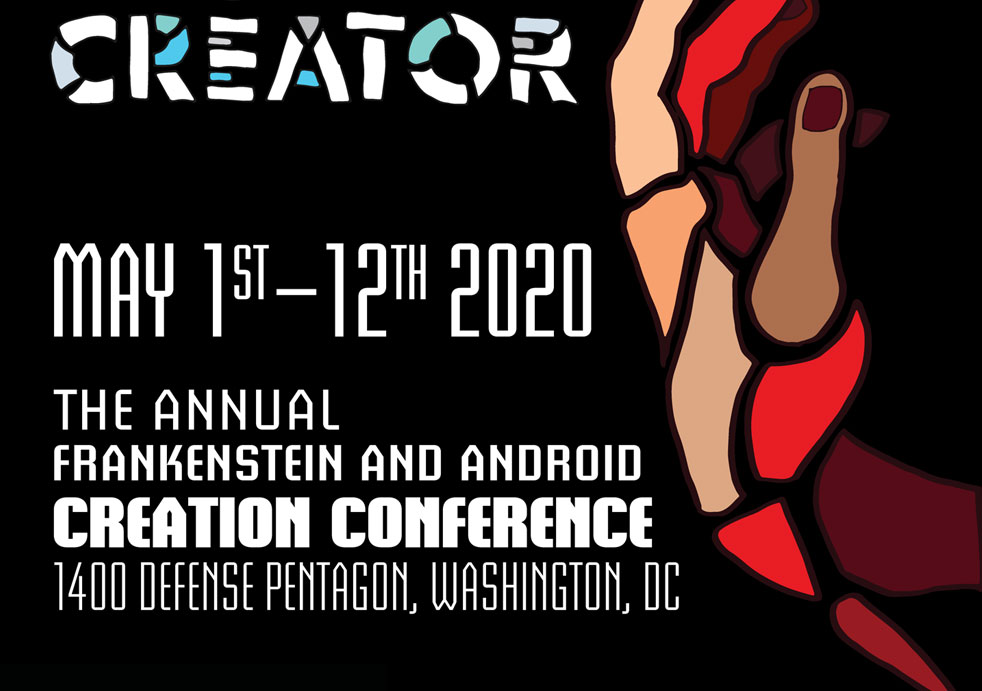 CREATOR
MAY 1ST–12TH 2020
THE ANNUAL
FRANKENSTEIN AND ANDROID
CREATION CONFERENCE
1400 DEFENSE PENTAGON, WASHINGTON, DC